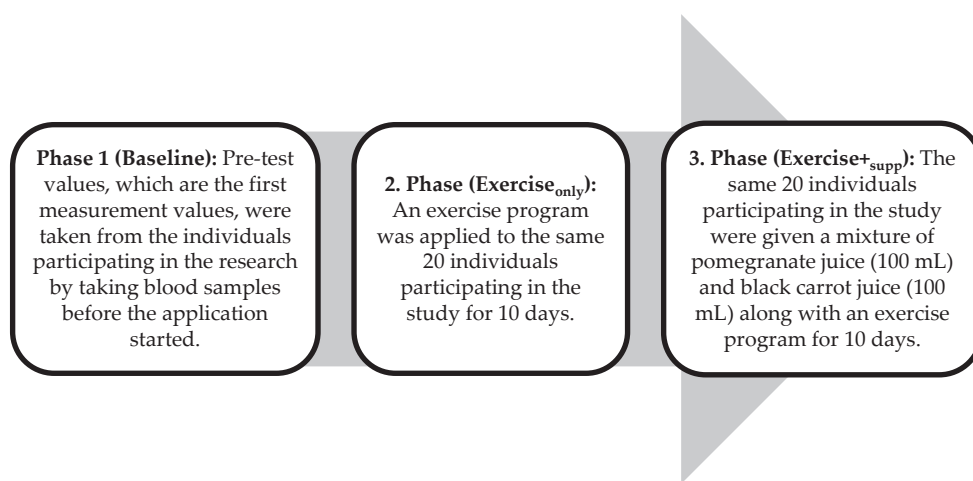 Phase 1 (Baseline): Pre-test
values, which are the first
measurement values, were
taken from the individuals
participating in the research
by taking blood samples
before the application
started.
2. Phase (Exercise_only):
An exercise program
was applied to the same
20 individuals
participating in the
study for 10 days.
3. Phase (Exercise+_supp): The
same 20 individuals
participating in the study
were given a mixture of
pomegranate juice (100 mL)
and black carrot juice (100
mL) along with an exercise
program for 10 days.